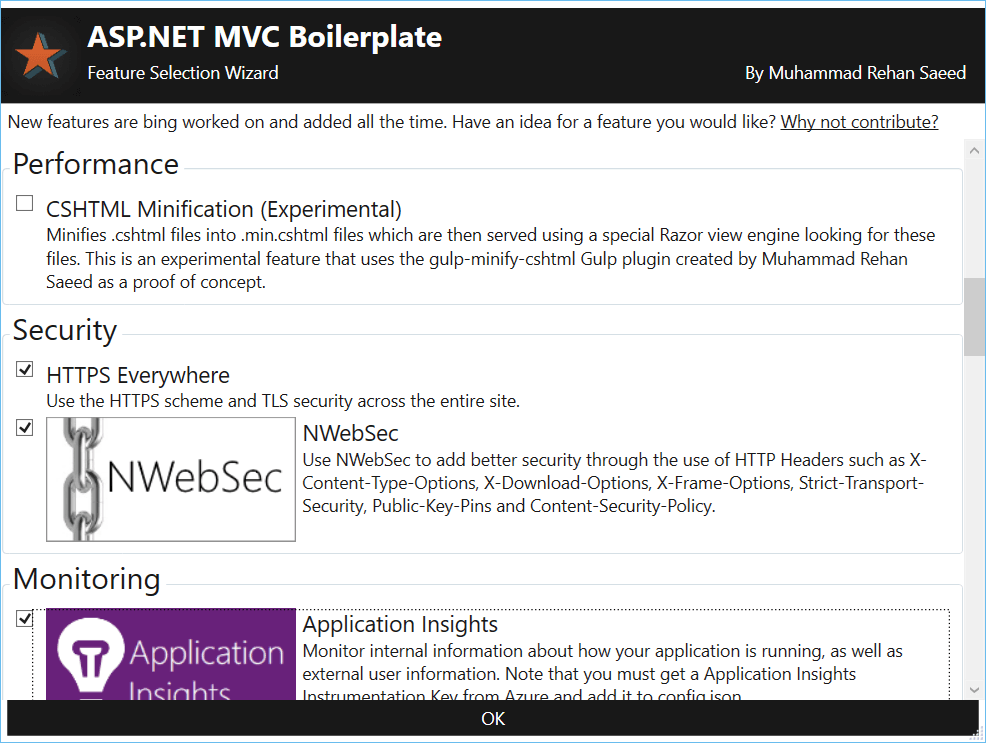 ASP.NET MVC Boilerplate
Feature Selection Wizard
By Muhammad Rehan Saeed
New features are bing worked on and added all the time. Have an idea for a feature you would like? Why not contribute?
Performance
CSHTML Minification (Experimental)
Minifies .cshtml files into .min.cshtml files which are then served using a special Razor view engine looking for these
files. This is an experimental feature that uses the gulp-minify-cshtml Gulp plugin created by Muhammad Rehan
Saeed as a proof of concept.
Security
HTTPS Everywhere
Use the HTTPS scheme and TLS security across the entire site.
NWebSec
NWebSec
Use NWebSec to add better security through the use of HTTP Headers such as X-
Content-Type-Options, X-Download-Options, X-Frame-Options, Strict-Transport-
Security, Public-Key-Pins and Content-Security-Policy.
Monitoring
Application
Insights
Application Insights
Monitor internal information about how your application is running, as well as
external user information. Note that you must get a Application Insights
Instrumentation Key from Azure and add it to config.json.
OK